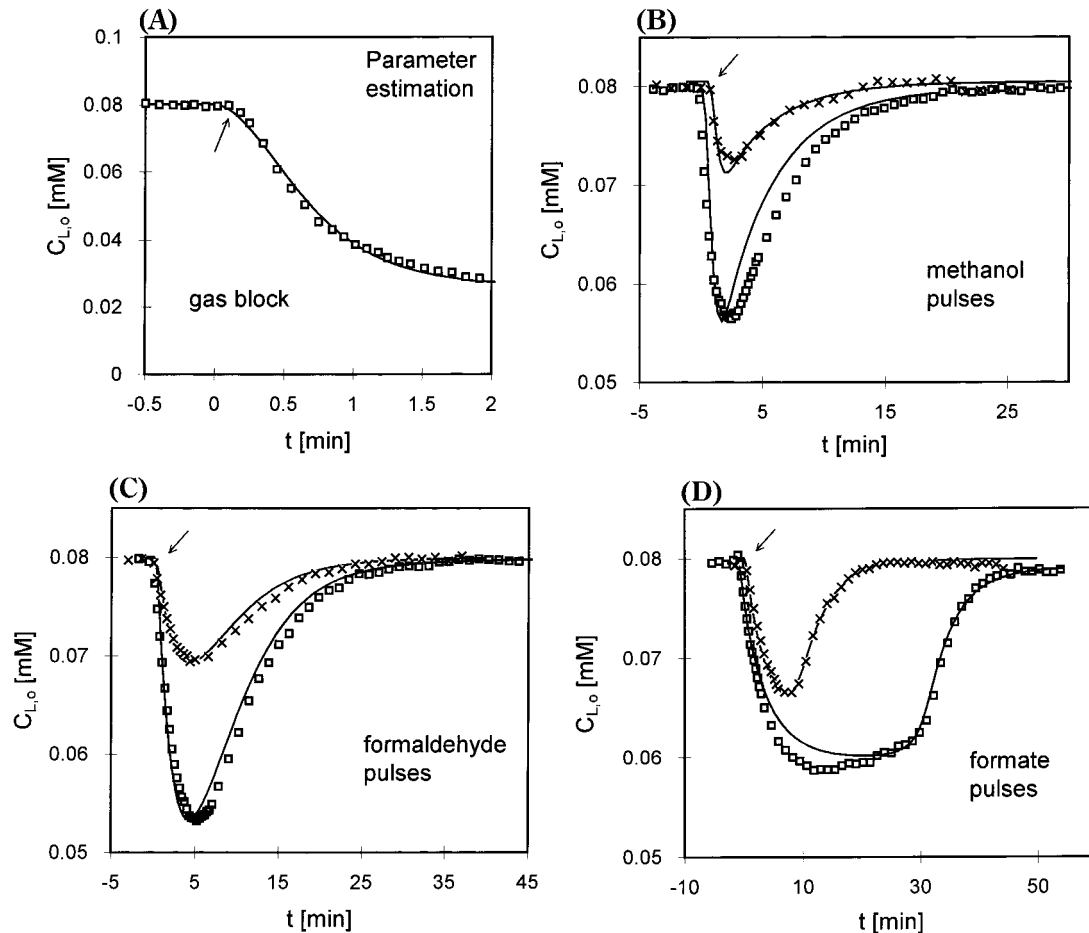 (A)
0.1
0.08
0.06
0.04
0.02
0
C_L,o [mM]
Parameter
estimation
gas block
-0.5
0
0.5
1
1.5
2
t [min]
(B)
0.08
0.07
0.06
0.05
C_L,o [mM]
methanol
pulses
-5
5
15
25
t [min]
(C)
0.08
0.07
0.06
0.05
C_L,o [mM]
formaldehyde
pulses
-5
5
15
25
35
45
t [min]
(D)
0.08
0.07
0.06
0.05
C_L,o [mM]
formate
pulses
-10
10
30
50
t [min]